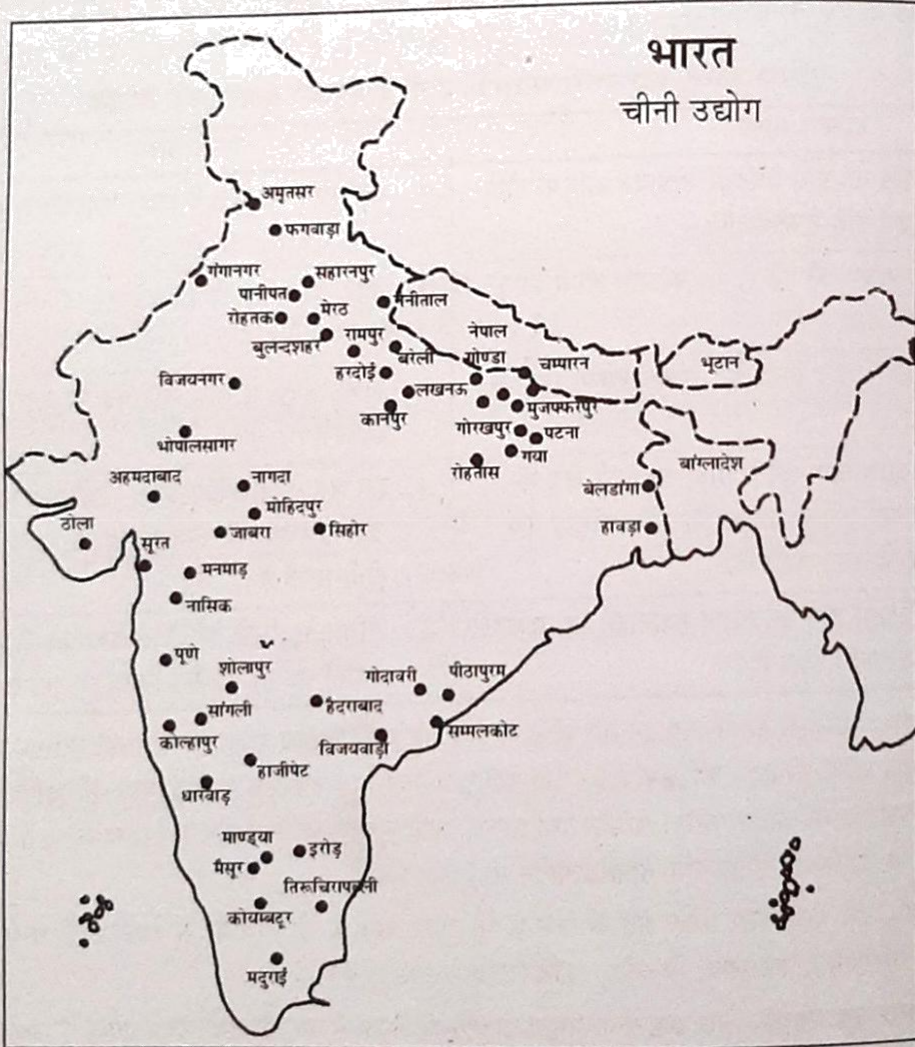 भारत
चीनी उद्योग
अमृतसर
फगवाड़ा
गंगानगर
सहारनपुर
पानीपत
नैनीताल
रोहतक
मेरठ
बुलन्दशहर
रामपुर
नेपाल
बरेली
गोण्डा
चम्पारन
भूटान
हरदोई
विजयनगर
लखनऊ
कानपुर
मुजफ्फरपुर
गोरखपुर
पटना
भोपालसागर
गया
रोहतास
बांग्लादेश
अहमदाबाद
नागदा
बेलडांगा
मोहिदपुर
ठोला
जाबरा
सिहोर
हावड़ा
सूरत
मनमाड़
नासिक
पूणे
शोलापुर
गोदावरी
पीठापुरम
सांगली
हैदराबाद
कोल्हापुर
विजयवाड़ा
सम्मलकोट
हाजीपेट
धारवाड़
माण्ड्या
इरोड़
मैसूर
तिरूचिरापल्ली
कोयम्बटूर
मदुराई